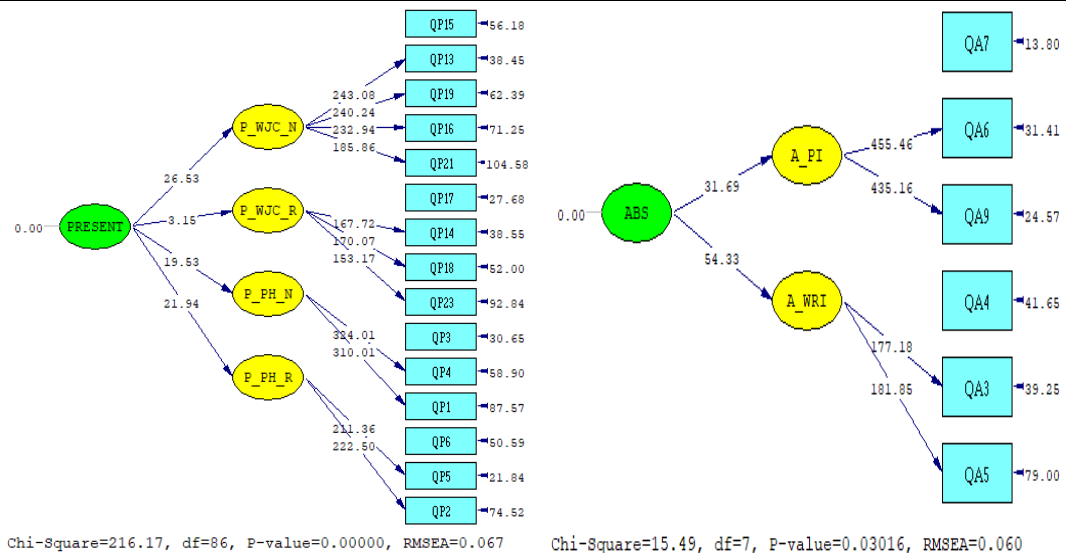 QP15
56.18
QP13
38.45
243.08
QP19
62.39
240.24
P_WJC_N
232.94
QP16
71.25
185.86
QP21
104.58
26.53
QP17
27.68
P_WJC_R
3.15
167.72
QP14
38.55
0.00
PRESENT
170.07
153.17
QP18
52.00
19.53
P_PH_N
QP23
92.84
21.94
324.01
QP3
30.65
310.01
P_PH_R
QP4
58.90
QP1
87.57
211.36
QP6
50.59
222.50
QP5
21.84
QP2
74.52
Chi-Square=216.17, df=86, P-value=0.00000, RMSEA=0.067
QA7
13.80
QA6
31.41
455.46
A_PI
31.69
435.16
0.00
ABS
QA9
24.57
54.33
A_WRI
QA4
41.65
177.18
QA3
39.25
181.85
QA5
79.00
Chi-Square=15.49, df=7, P-value=0.03016, RMSEA=0.060